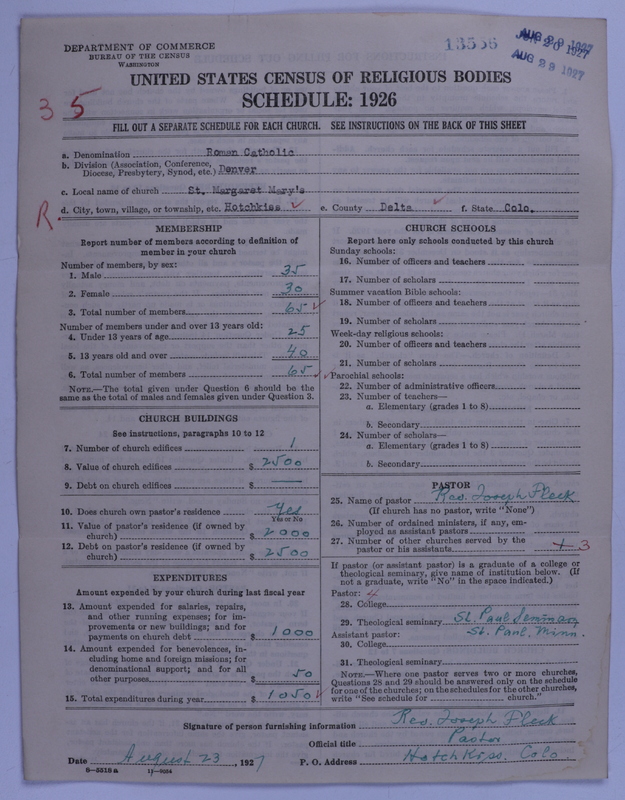 DEPARTMENT OF COMMERCE
BUREAU OF THE CENSUS
WASHINGTON
13556
AUG 29 1927
AUG 29 1927
UNITED STATES CENSUS OF RELIGIOUS BODIES
SCHEDULE: 1926
35
FILL OUT A SEPARATE SCHEDULE FOR EACH CHURCH. SEE INSTRUCTIONS ON THE BACK OF THIS SHEET
a. Denomination Roman Catholic
b. Division (Association, Conference,
Diocese, Presbytery, Synod, etc.) Denver
c. Local name of church St. Margaret Mary's
R. d. City, town, village, or township, etc. Hotchkiss e. County Delta f. State Colo.
MEMBERSHIP
Report number of members according to definition of
member in your church
Number of members, by sex:
1. Male 35
2. Female 30
3. Total number of members 65
Number of members under and over 13 years old:
4. Under 13 years of age 25
5. 13 years old and over 40
6. Total number of members 65
NOTE.—The total given under Question 6 should be the
same as the total of males and females given under Question 3.
CHURCH BUILDINGS
See instructions, paragraphs 10 to 12
7. Number of church edifices 1
8. Value of church edifices $ 2500
9. Debt on church edifices $ —
10. Does church own pastor's residence Yes
Yes or No
11. Value of pastor's residence (if owned by
church) $ 2000
12. Debt on pastor's residence (if owned by
church) $ 2500
EXPENDITURES
Amount expended by your church during last fiscal year
13. Amount expended for salaries, repairs,
and other running expenses; for im-
provements or new buildings; and for
payments on church debt $ 1000
14. Amount expended for benevolences, in-
cluding home and foreign missions; for
denominational support; and for all
other purposes $ 50
15. Total expenditures during year $ 1050
CHURCH SCHOOLS
Report here only schools conducted by this church
Sunday schools:
16. Number of officers and teachers
17. Number of scholars
Summer vacation Bible schools:
18. Number of officers and teachers
19. Number of scholars
Week-day religious schools:
20. Number of officers and teachers
21. Number of scholars
Parochial schools:
22. Number of administrative officers
23. Number of teachers—
a. Elementary (grades 1 to 8)
b. Secondary
24. Number of scholars—
a. Elementary (grades 1 to 8)
b. Secondary
PASTOR
25. Name of pastor Rev. Joseph Fleck
(If church has no pastor, write "None")
26. Number of ordained ministers, if any, em-
ployed as assistant pastors
27. Number of other churches served by the
pastor or his assistants 3
If pastor (or assistant pastor) is a graduate of a college or
theological seminary, give name of institution below. (If
not a graduate, write "No" in the space indicated.)
Pastor: 4
28. College
29. Theological seminary St. Paul Seminary
Assistant pastor: St. Paul, Minn.
30. College
31. Theological seminary
NOTE.—Where one pastor serves two or more churches,
Questions 28 and 29 should be answered only on the schedule
for one of the churches; on the schedules for the other churches,
write "See schedule for church."
Signature of person furnishing information Rev. Joseph Fleck
Official title Pastor
Date August 23, 1927 P. O. Address Hotchkiss, Colo.
8—5518a 11—9034